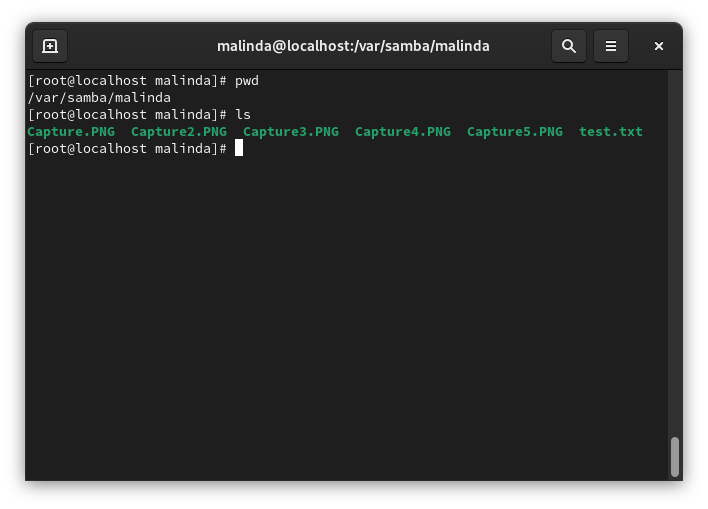 malinda@localhost:/var/samba/malinda
[root@localhost malinda]# pwd
/var/samba/malinda
[root@localhost malinda]# ls
Capture.PNG  Capture2.PNG  Capture3.PNG  Capture4.PNG  Capture5.PNG  test.txt
[root@localhost malinda]#